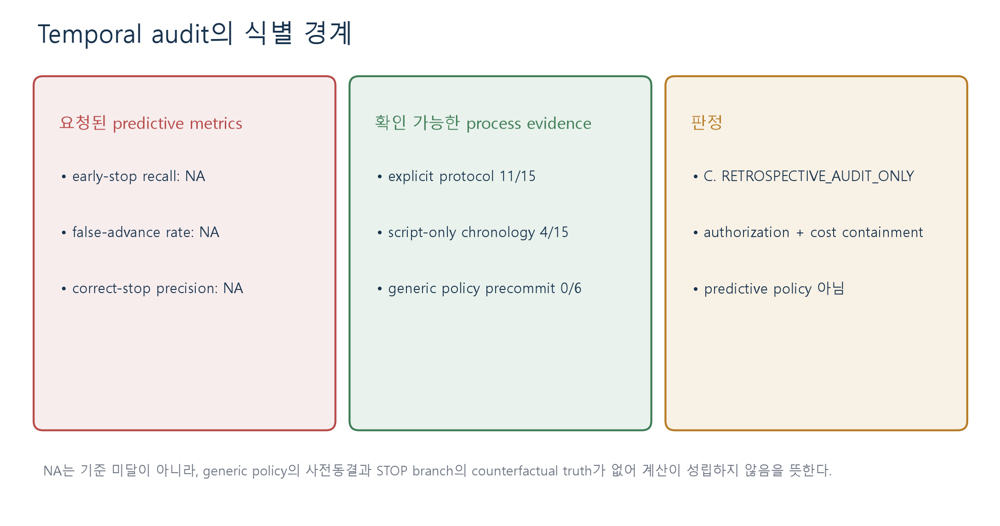 Temporal audit의 식별 경계
요청된 predictive metrics
• early-stop recall: NA
• false-advance rate: NA
• correct-stop precision: NA
확인 가능한 process evidence
• explicit protocol 11/15
• script-only chronology 4/15
• generic policy precommit 0/6
판정
• C. RETROSPECTIVE_AUDIT_ONLY
• authorization + cost containment
• predictive policy 아님
NA는 기준 미달이 아니라, generic policy의 사전동결과 STOP branch의 counterfactual truth가 없어 계산이 성립하지 않음을 뜻한다.